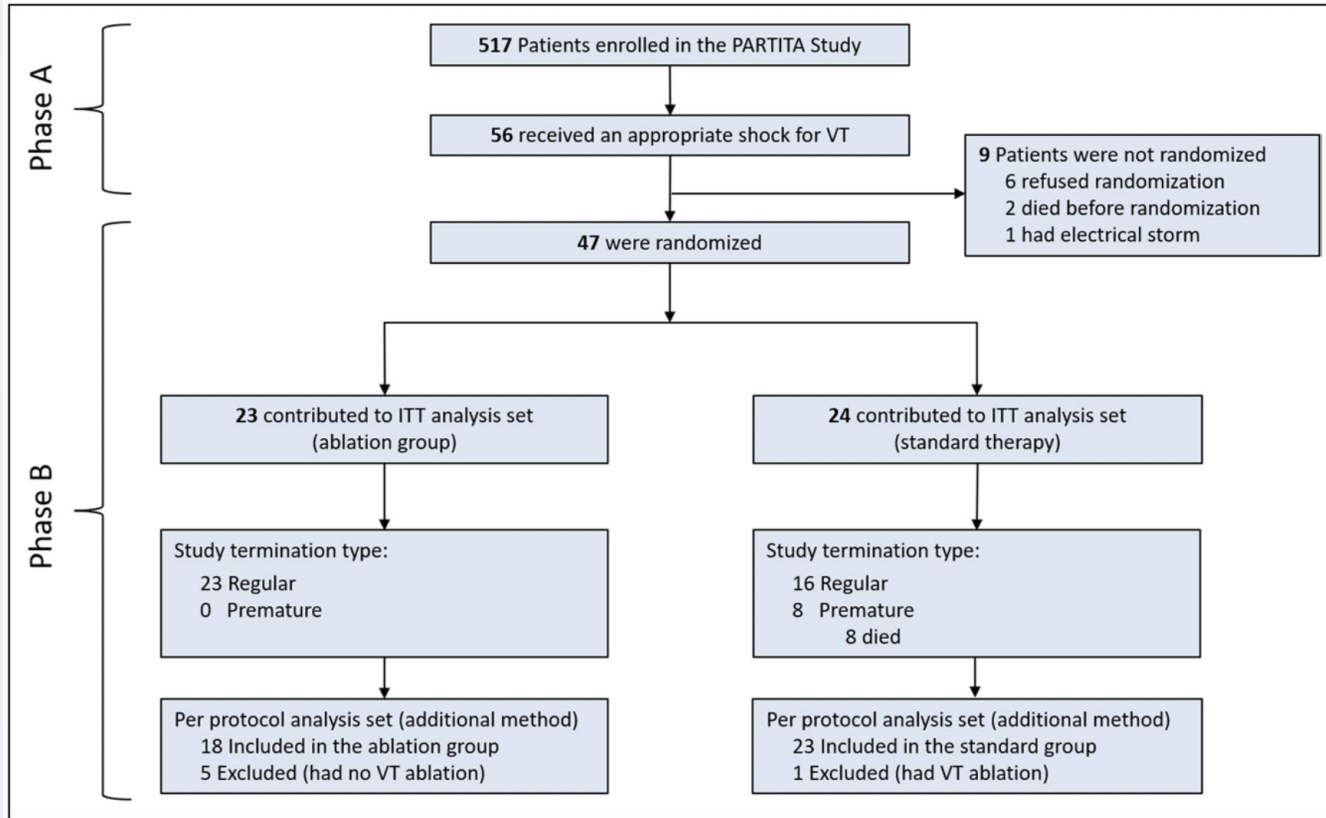 Phase A
517 Patients enrolled in the PARTITA Study
56 received an appropriate shock for VT
9 Patients were not randomized
6 refused randomization
2 died before randomization
1 had electrical storm
Phase B
47 were randomized
23 contributed to ITT analysis set
(ablation group)
24 contributed to ITT analysis set
(standard therapy)
Study termination type:
23 Regular
0 Premature
Study termination type:
16 Regular
8 Premature
8 died
Per protocol analysis set (additional method)
18 Included in the ablation group
5 Excluded (had no VT ablation)
Per protocol analysis set (additional method)
23 Included in the standard group
1 Excluded (had VT ablation)